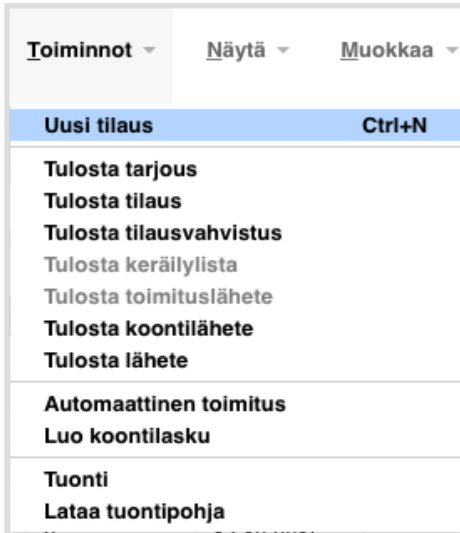 Toiminnot Näytä Muokkaa
Uusi tilaus Ctrl+N
Tulosta tarjous
Tulosta tilaus
Tulosta tilausvahvistus
Tulosta keräilylista
Tulosta toimituslähete
Tulosta koontilähete
Tulosta lähete
Automaattinen toimitus
Luo koontilasku
Tuonti
Lataa tuontipohja